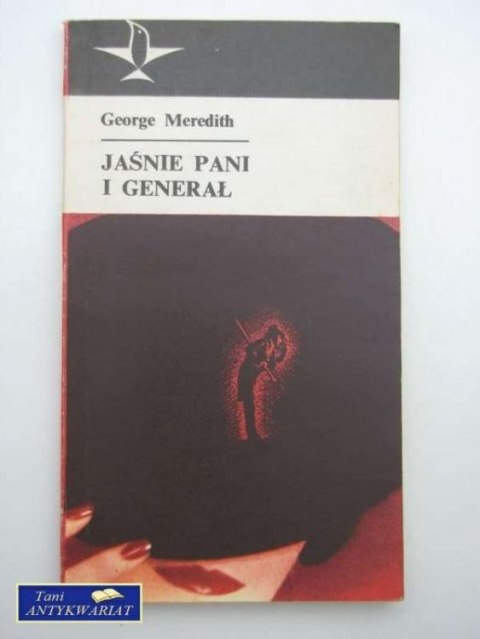 George Meredith
JAŚNIE PANI
I GENERAŁ
Tani
ANTYKWARIAT